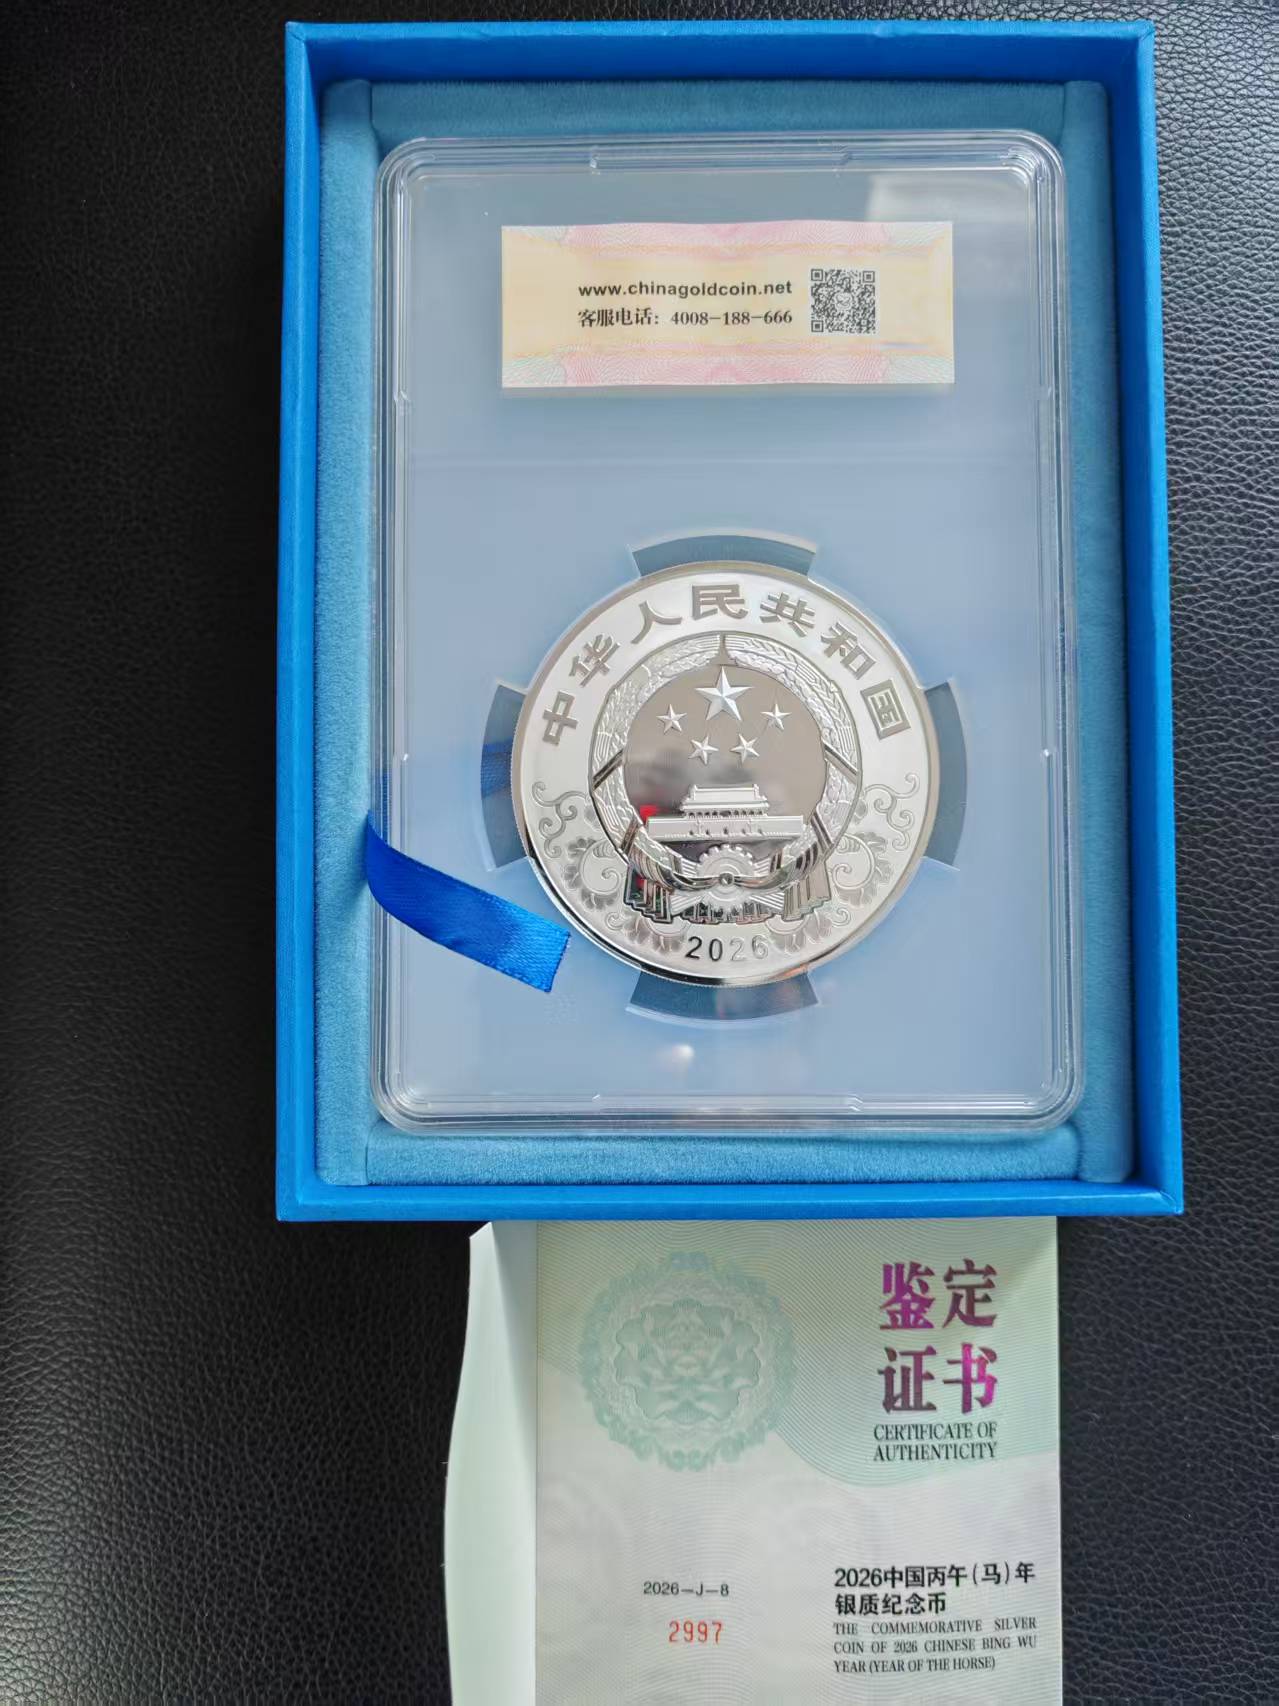 www.chinagoldcoin.net
客服电话：4008-188-666
中华人民共和国
2026
鉴定
证书
CERTIFICATE OF
AUTHENTICITY
2026-J-8
2997
2026中国丙午(马)年
银质纪念币
THE COMMEMORATIVE SILVER
COIN OF 2026 CHINESE BING WU
YEAR (YEAR OF THE HORSE)